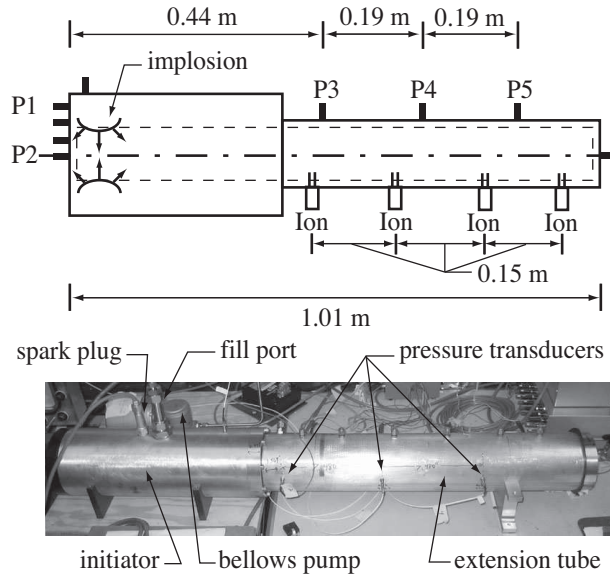 0.44 m 0.19 m 0.19 m
implosion
P1 P3 P4 P5
P2
Ion Ion Ion Ion
0.15 m
1.01 m
spark plug fill port pressure transducers
initiator bellows pump extension tube